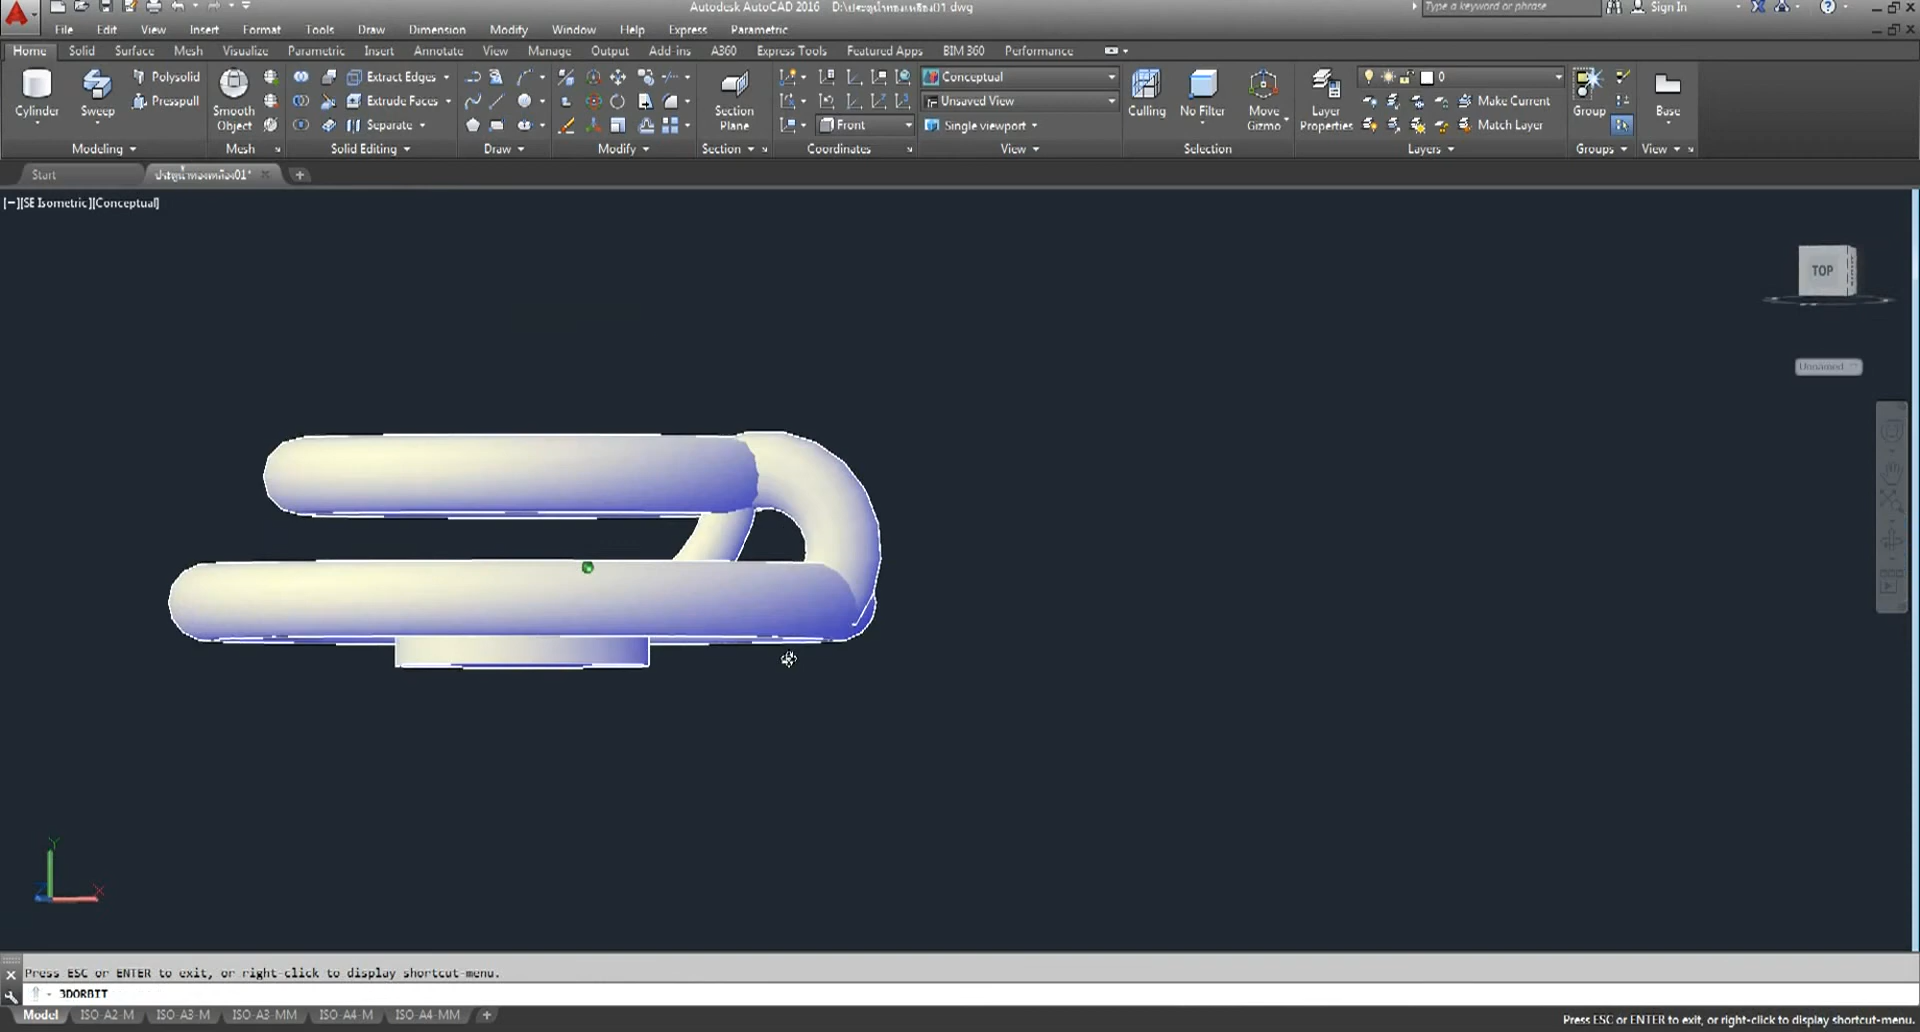 Autodesk AutoCAD 2016
Type a keyword or phrase
Sign In
File Edit View Insert Format Tools Draw Dimension Modify Window Help Express Parametric
Home Solid Surface Mesh Visualize Parametric Insert Annotate View Manage Output Add-ins A360 Express Tools Featured Apps BIM 360 Performance
Polysolid
Extract Edges
Conceptual
0
Presspull
Extrude Faces
Unsaved View
Make Current
Cylinder
Sweep
Smooth
Object
Separate
Section
Plane
Front
Single viewport
Culling
No Filter
Move
Gizmo
Layer
Properties
Match Layer
Group
Base
Modeling
Mesh
Solid Editing
Draw
Modify
Section
Coordinates
View
Selection
Layers
Groups
View
Start
[−][SE Isometric][Conceptual]
TOP
Unnamed
Y
X
Z
Press ESC or ENTER to exit, or right-click to display shortcut-menu.
3DORBIT
Model ISO-A2-M ISO-A3-M ISO-A3-MM ISO-A4-M ISO-A4-MM
Press ESC or ENTER to exit, or right-click to display shortcut-menu.